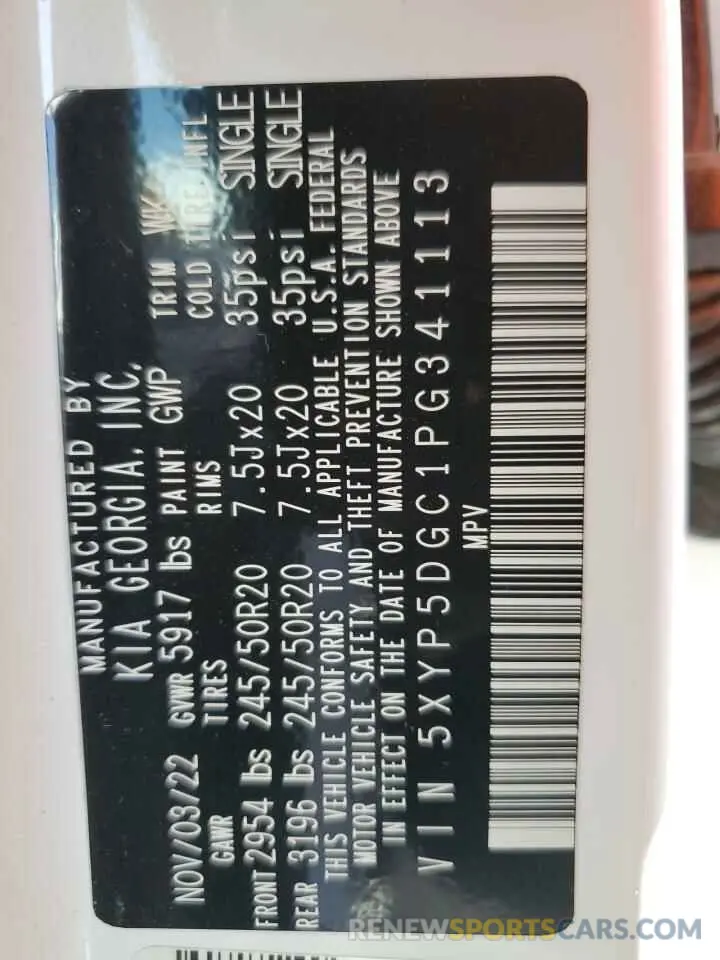 MANUFACTURED BY
KIA GEORGIA, INC.
NOV/03/22 GVWR 5917 lbs PAINT GWP TRIM
GAWR TIRES RIMS COLD TIRE INFL
FRONT 2954 lbs 245/50R20 7.5Jx20 35psi SINGLE
REAR 3196 lbs 245/50R20 7.5Jx20 35psi SINGLE
THIS VEHICLE CONFORMS TO ALL APPLICABLE U.S.A. FEDERAL
MOTOR VEHICLE SAFETY AND THEFT PREVENTION STANDARDS
IN EFFECT ON THE DATE OF MANUFACTURE SHOWN ABOVE
VIN 5XYP5DGC1PG341113
MPV
RENEWSPORTSCARS.COM